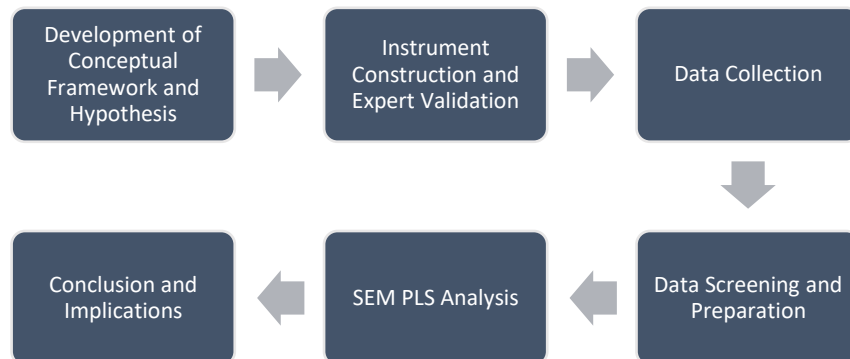 Development of
Conceptual
Framework and
Hypothesis
Instrument
Construction and
Expert Validation
Data Collection
Data Screening and
Preparation
SEM PLS Analysis
Conclusion and
Implications